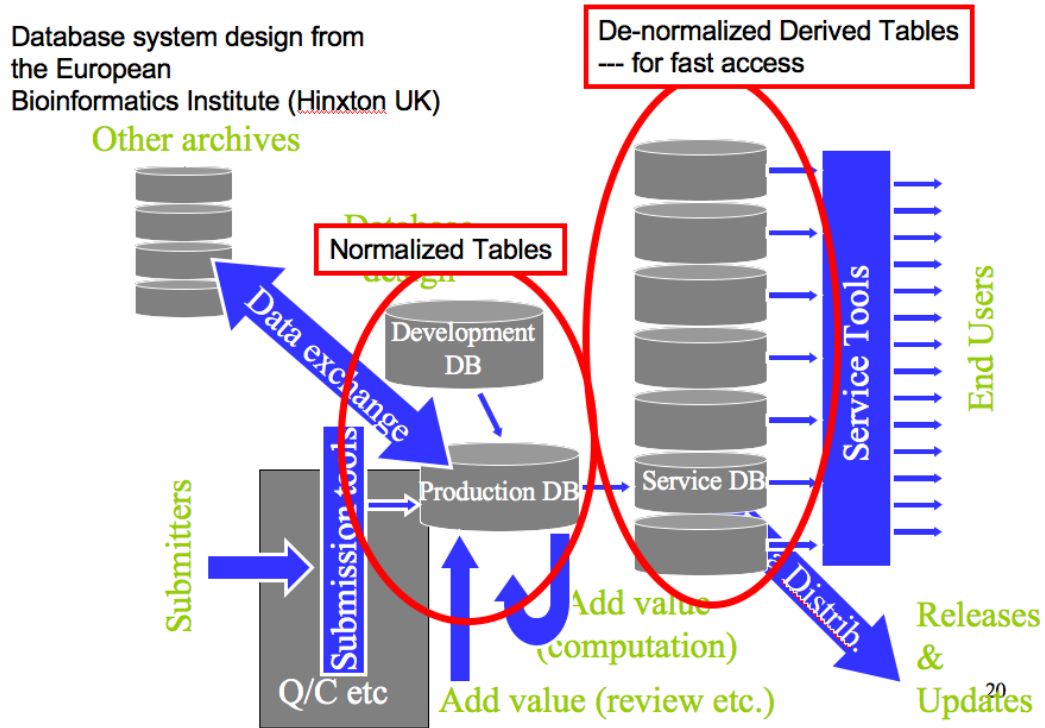 Database system design from
the European
Bioinformatics Institute (Hinxton UK)
De-normalized Derived Tables
--- for fast access
Other archives
Database
design
Normalized Tables
Data exchange
Development
DB
Production DB
Service DB
Service Tools
End Users
Submitters
Submission tools
Q/C etc
Add value
(computation)
Add value (review etc.)
a Distrib.
Releases
&
Updates
20